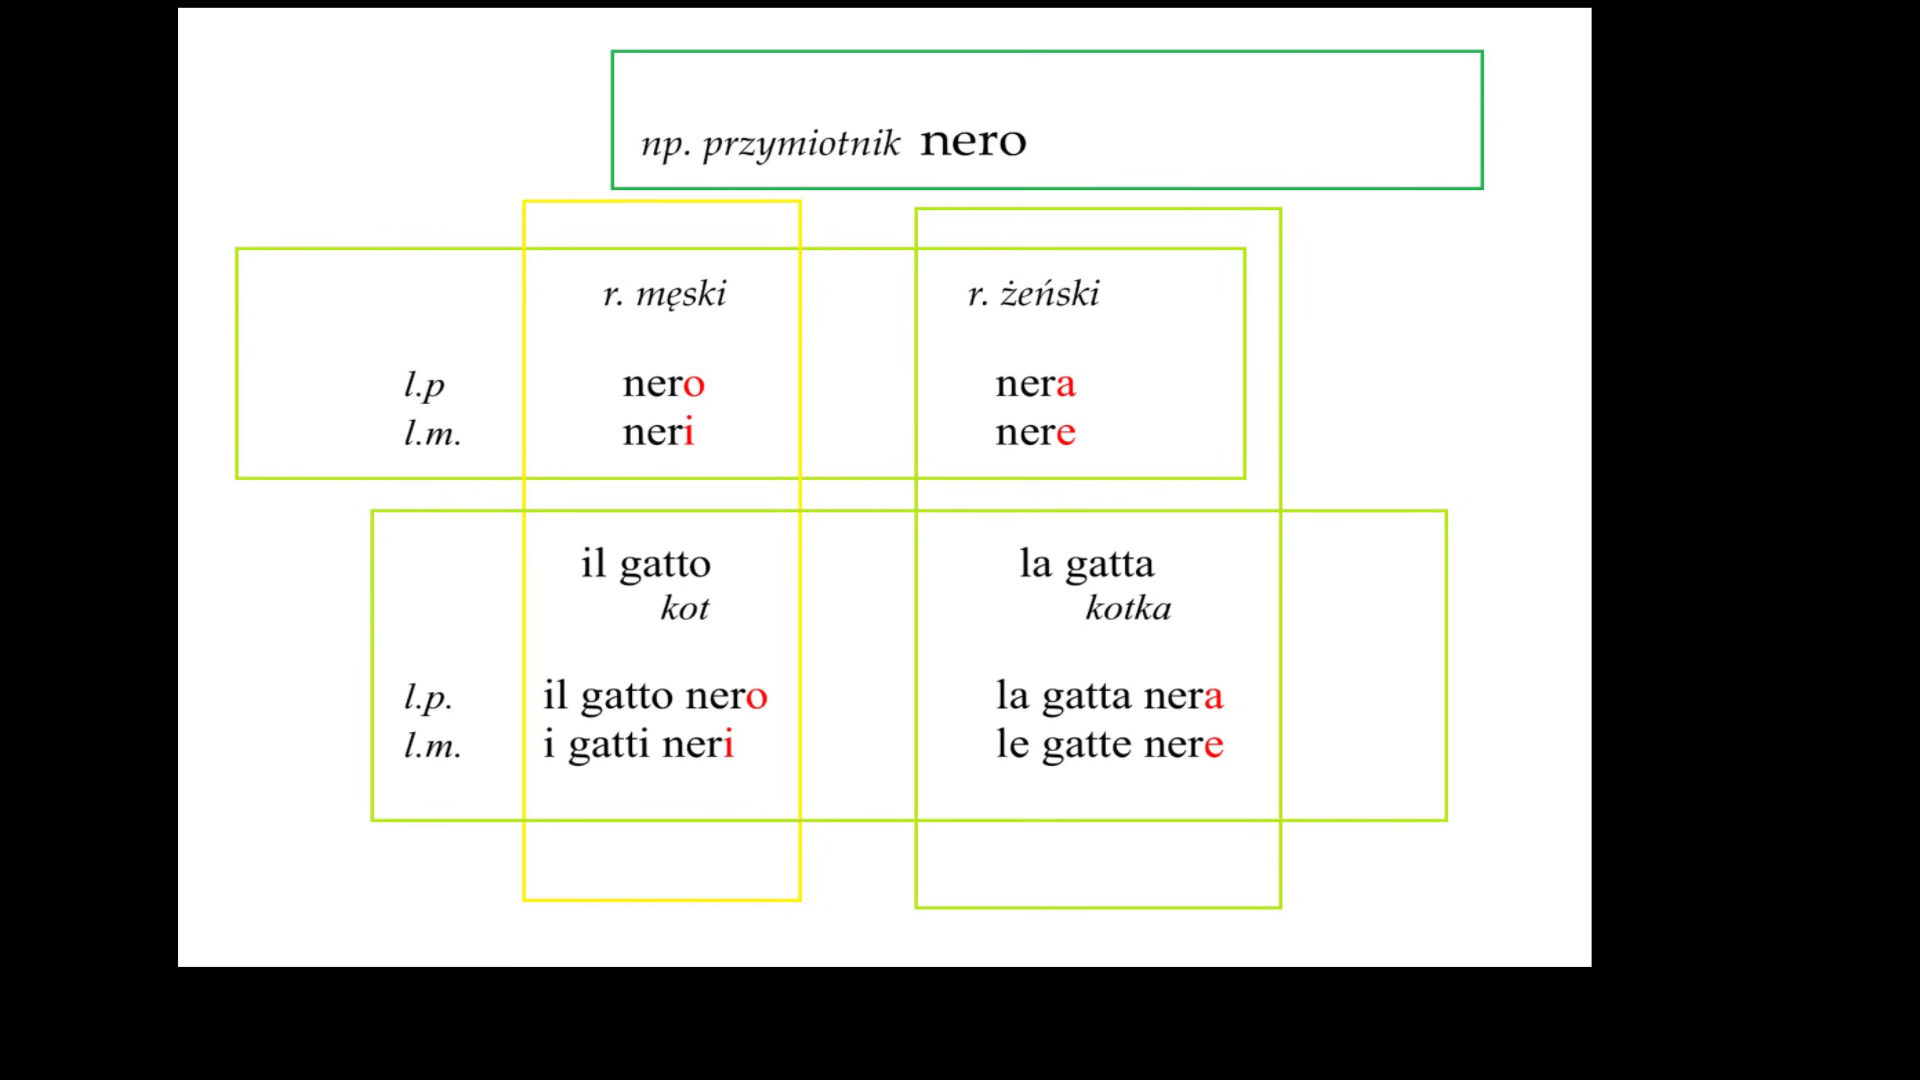 np. przymiotnik nero
r. męski r. żeński
l.p nero nera
l.m. neri nere
il gatto la gatta
kot kotka
l.p. il gatto nero la gatta nera
l.m. i gatti neri le gatte nere